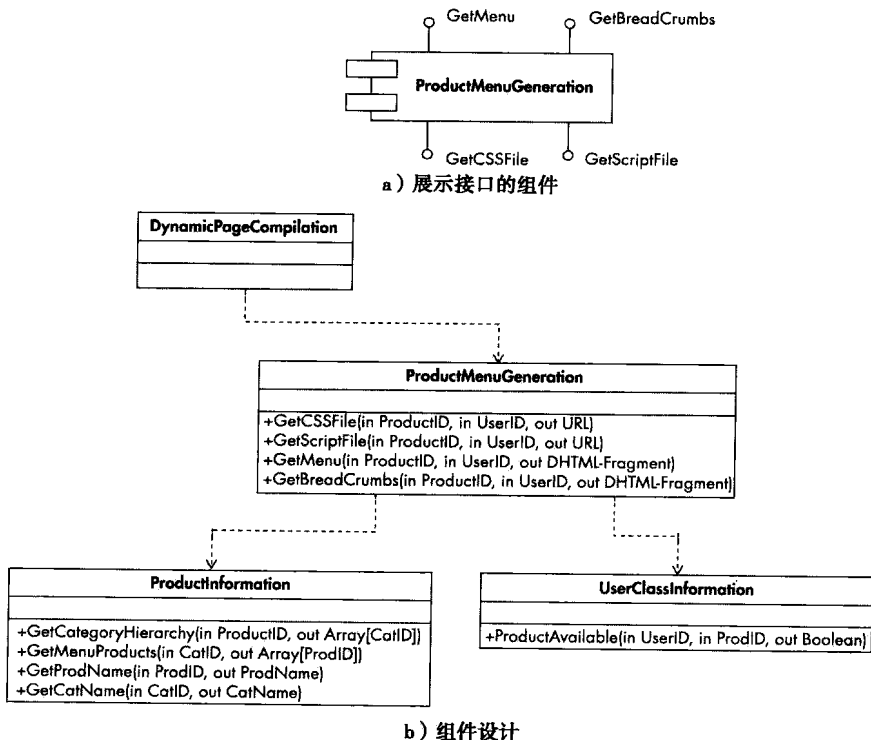 GetMenu
GetBreadCrumbs
ProductMenuGeneration
GetCSSFile
GetScriptFile
a）展示接口的组件
DynamicPageCompilation
ProductMenuGeneration
+GetCSSFile(in ProductID, in UserID, out URL)
+GetScriptFile(in ProductID, in UserID, out URL)
+GetMenu(in ProductID, in UserID, out DHTML-Fragment)
+GetBreadCrumbs(in ProductID, in UserID, out DHTML-Fragment)
ProductInformation
+GetCategoryHierarchy(in ProductID, out Array[CatID])
+GetMenuProducts(in CatID, out Array[ProdID])
+GetProdName(in ProdID, out ProdName)
+GetCatName(in CatID, out CatName)
UserClassInformation
+ProductAvailable(in UserID, in ProdID, out Boolean)
b）组件设计